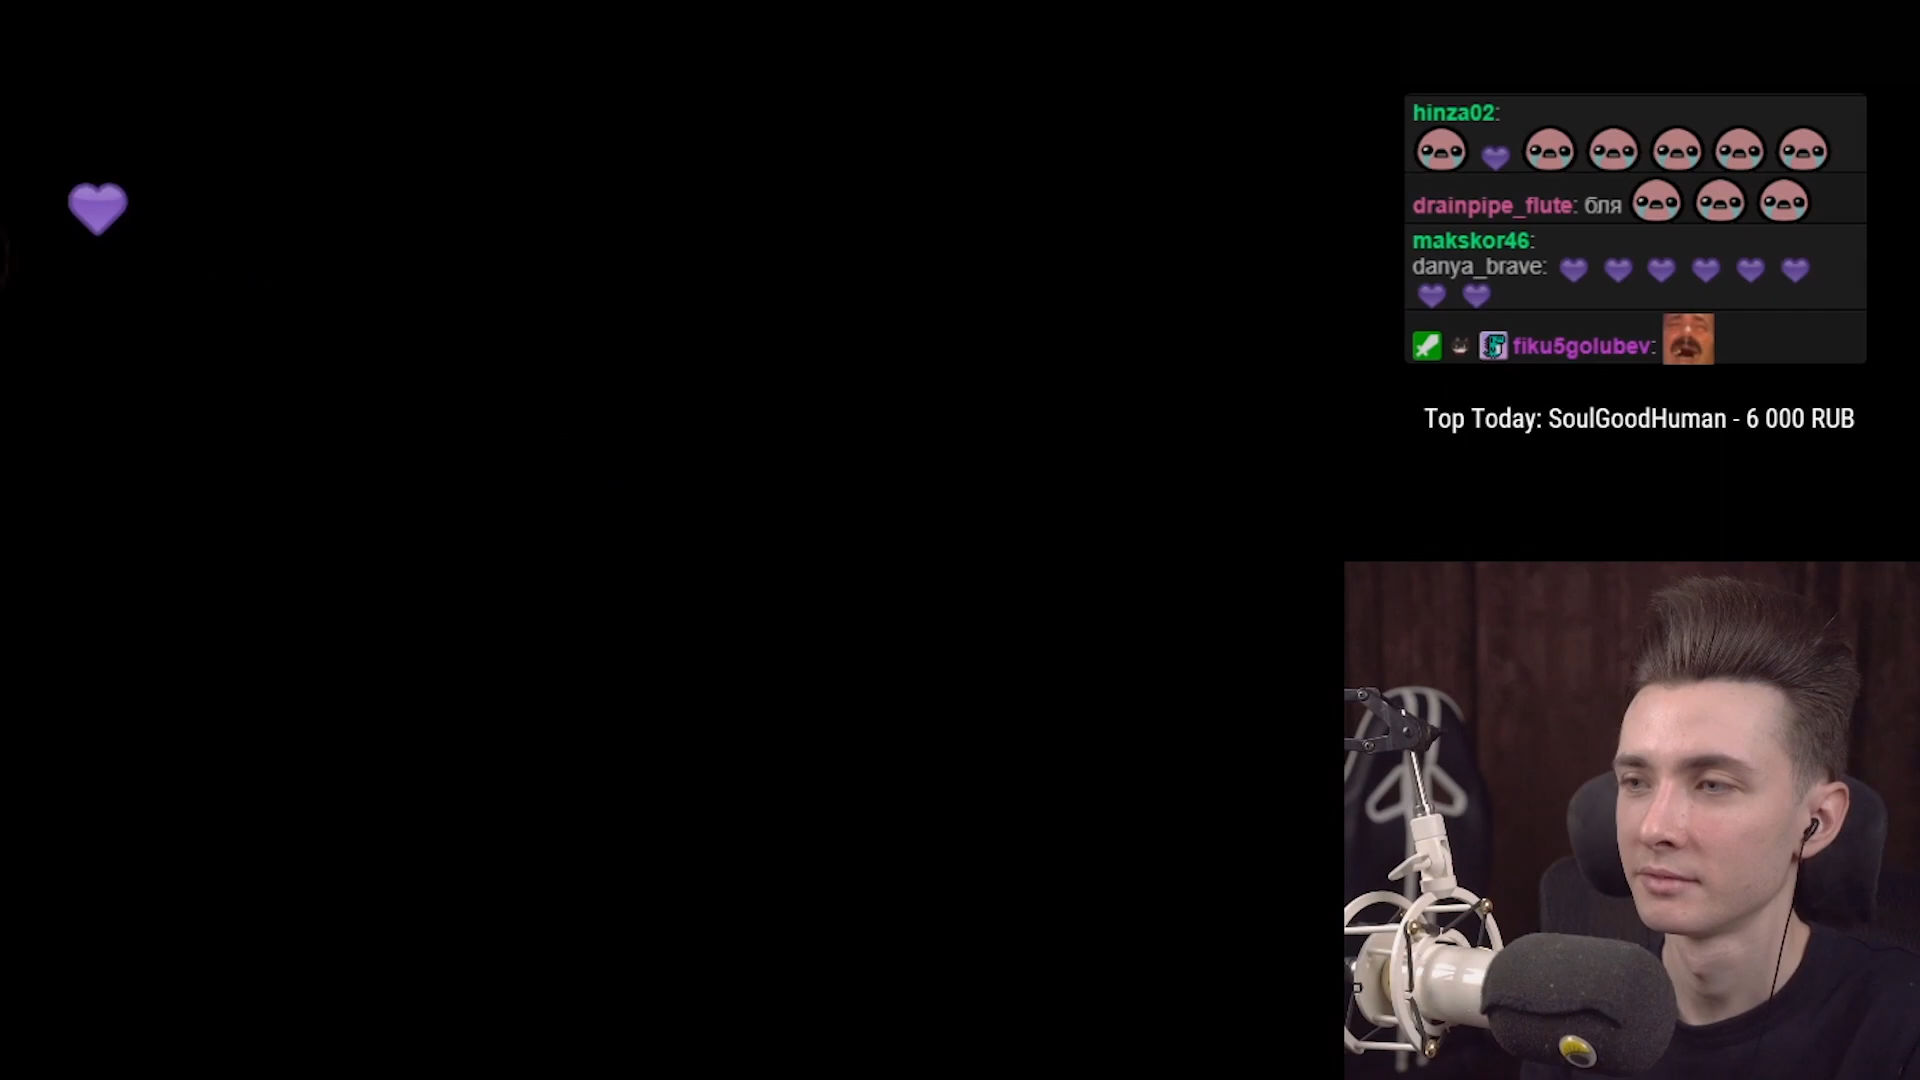 hinza02:
drainpipe_flute: бля
makskor46:
danya_brave:
fiku5golubev:
Top Today: SoulGoodHuman - 6 000 RUB